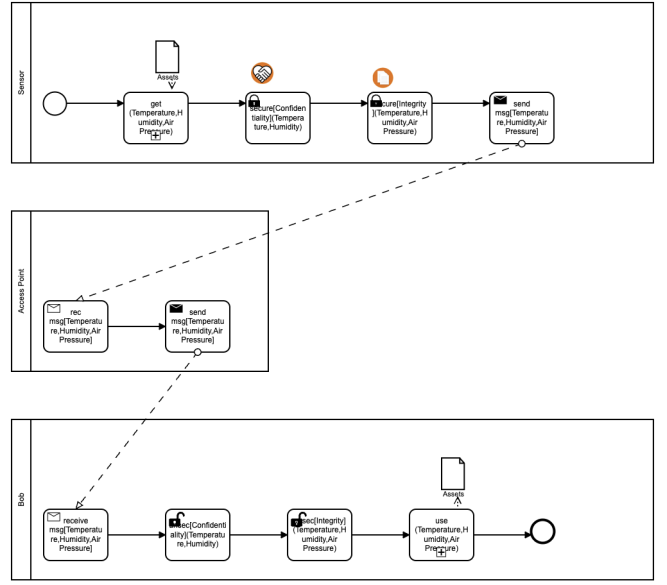 Sensor
Assets
get
(Temperature,H
umidity,Air
Pressure)
secure[Confiden
tiality](Tempera
ture,Humidity)
secure[Integrity
](Temperature,H
umidity,Air
Pressure)
send
msg[Temperatu
re,Humidity,Air
Pressure]
Access Point
rec
msg[Temperatu
re,Humidity,Air
Pressure]
send
msg[Temperatu
re,Humidity,Air
Pressure]
Bob
receive
msg[Temperatu
re,Humidity,Air
Pressure]
unsec[Confidenti
ality](Temperatu
re,Humidity)
unsec[Integrity]
(Temperature,H
umidity,Air
Pressure)
Assets
use
(Temperature,H
umidity,Air
Pressure)